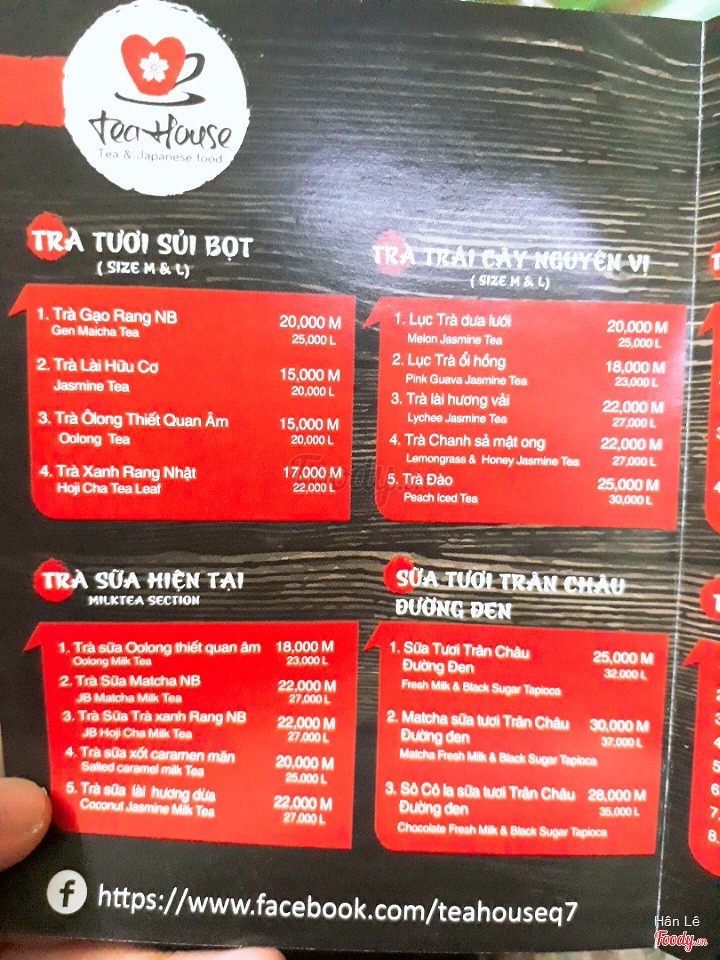 Tea House
Tea & Japanese food
TRÀ TƯƠI SỦI BỌT
( SIZE M & L)
1. Trà Gạo Rang NB 20,000 M
Gen Maicha Tea 25,000 L
2. Trà Lài Hữu Cơ 15,000 M
Jasmine Tea 20,000 L
3. Trà Ôlong Thiết Quan Âm 15,000 M
Oolong Tea 20,000 L
4. Trà Xanh Rang Nhật 17,000 M
Hoji Cha Tea Leaf 22,000 L
TRÀ TRÁI CÂY NGUYÊN VỊ
( SIZE M & L)
1. Lục Trà dưa lưới 20,000 M
Melon Jasmine Tea 25,000 L
2. Lục Trà ổi hồng 18,000 M
Pink Guava Jasmine Tea 23,000 L
3. Trà lài hương vải 22,000 M
Lychee Jasmine Tea 27,000 L
4. Trà Chanh sả mật ong 22,000 M
Lemongrass & Honey Jasmine Tea 27,000 L
5. Trà Đào 25,000 M
Peach Iced Tea 30,000 L
TRÀ SỮA HIỆN TẠI
MILKTEA SECTION
1. Trà sữa Oolong thiết quan âm 18,000 M
Oolong Milk Tea 23,000 L
2. Trà Sữa Matcha NB 22,000 M
JB Matcha Milk Tea 27,000 L
3. Trà Sữa Trà xanh Rang NB 22,000 M
JB Hoji Cha Milk Tea 27,000 L
4. Trà sữa xốt caramen mãn 20,000 M
Salted caramel milk Tea 25,000 L
5. Trà sữa lài hương dừa 22,000 M
Coconut Jasmine Milk Tea 27,000 L
SỮA TƯƠI TRÂN CHÂU
ĐƯỜNG ĐEN
1. Sữa Tươi Trân Châu 25,000 M
Đường Đen 32,000 L
Fresh Milk & Black Sugar Tapioca
2. Matcha sữa tươi Trân Châu 30,000 M
Đường đen 37,000 L
Matcha Fresh Milk & Black Sugar Tapioca
3. Sô Cô la sữa tươi Trân Châu 28,000 M
Đường đen 35,000 L
Chocolate Fresh Milk & Black Sugar Tapioca
f https://www.facebook.com/teahouseq7
Hân Lê
Foody.vn